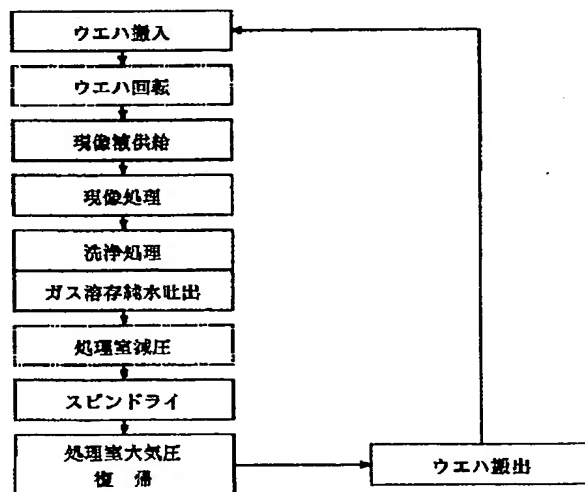 ウエハ搬入
ウエハ回転
現像液供給
現像処理
洗浄処理
ガス溶存純水吐出
処理室減圧
スピンドライ
処理室大気圧
復　帰
ウエハ搬出